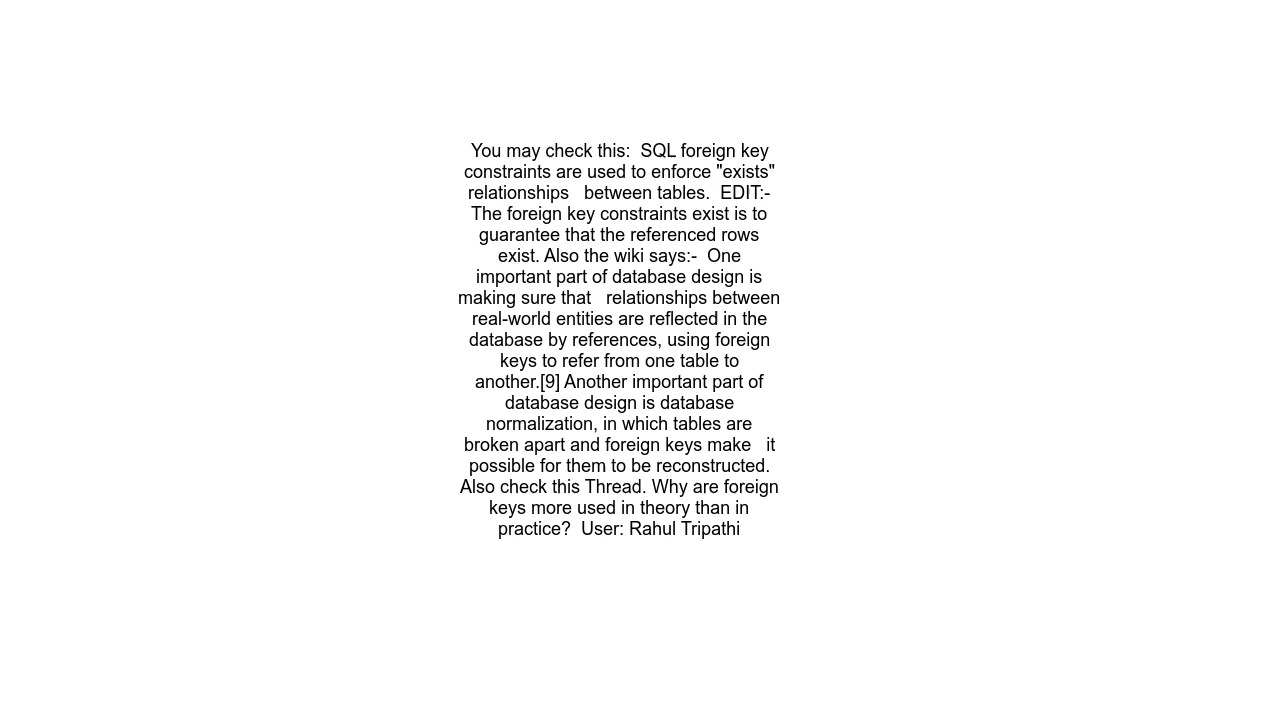 You may check this:  SQL foreign key
constraints are used to enforce "exists"
relationships   between tables.  EDIT:-
The foreign key constraints exist is to
guarantee that the referenced rows
exist. Also the wiki says:-  One
important part of database design is
making sure that   relationships between
real-world entities are reflected in the
database by references, using foreign
keys to refer from one table to
another.[9] Another important part of
database design is database
normalization, in which tables are
broken apart and foreign keys make   it
possible for them to be reconstructed.
Also check this Thread. Why are foreign
keys more used in theory than in
practice?  User: Rahul Tripathi